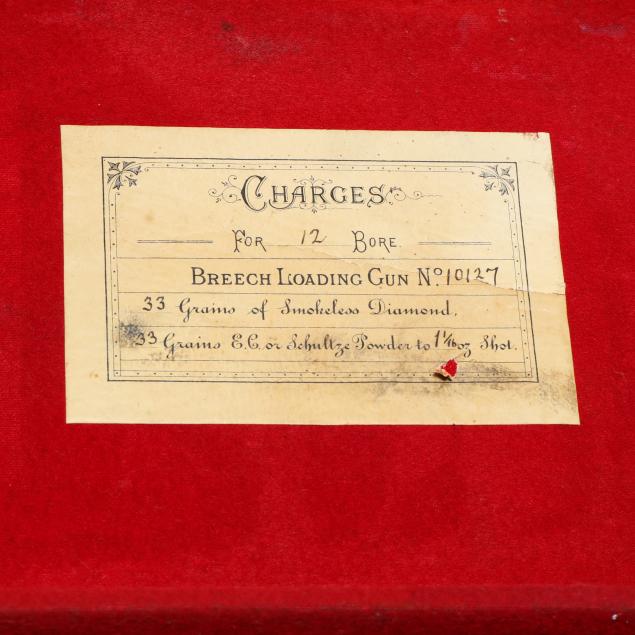 CHARGES
FOR 12 BORE
BREECH LOADING GUN No. 10127
33 Grains of Smokeless Diamond.
33 Grains E.C. or Schultze Powder to 1 1/16 oz Shot.